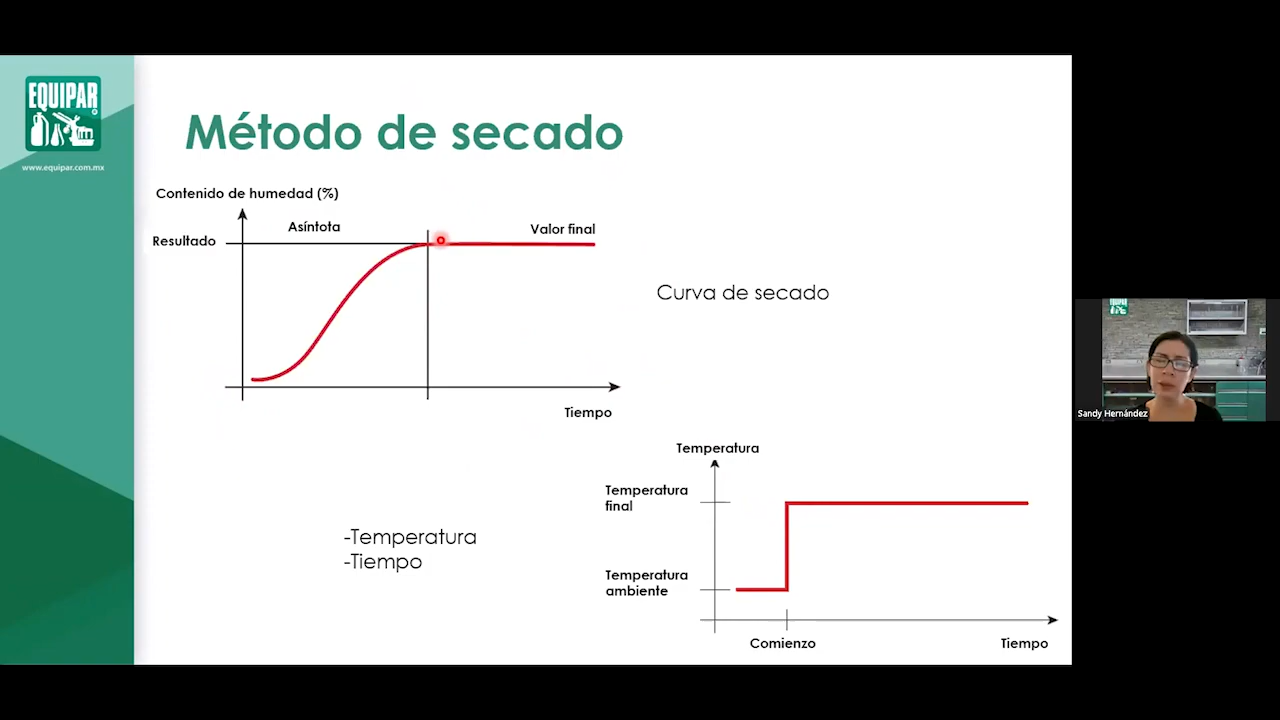 EQUIPAR
www.equipar.com.mx
Método de secado
Contenido de humedad (%)
Asíntota
Valor final
Resultado
Tiempo
Curva de secado
-Temperatura
-Tiempo
Temperatura
Temperatura
final
Temperatura
ambiente
Comienzo
Tiempo
EQUIPAR
Sandy Hernández